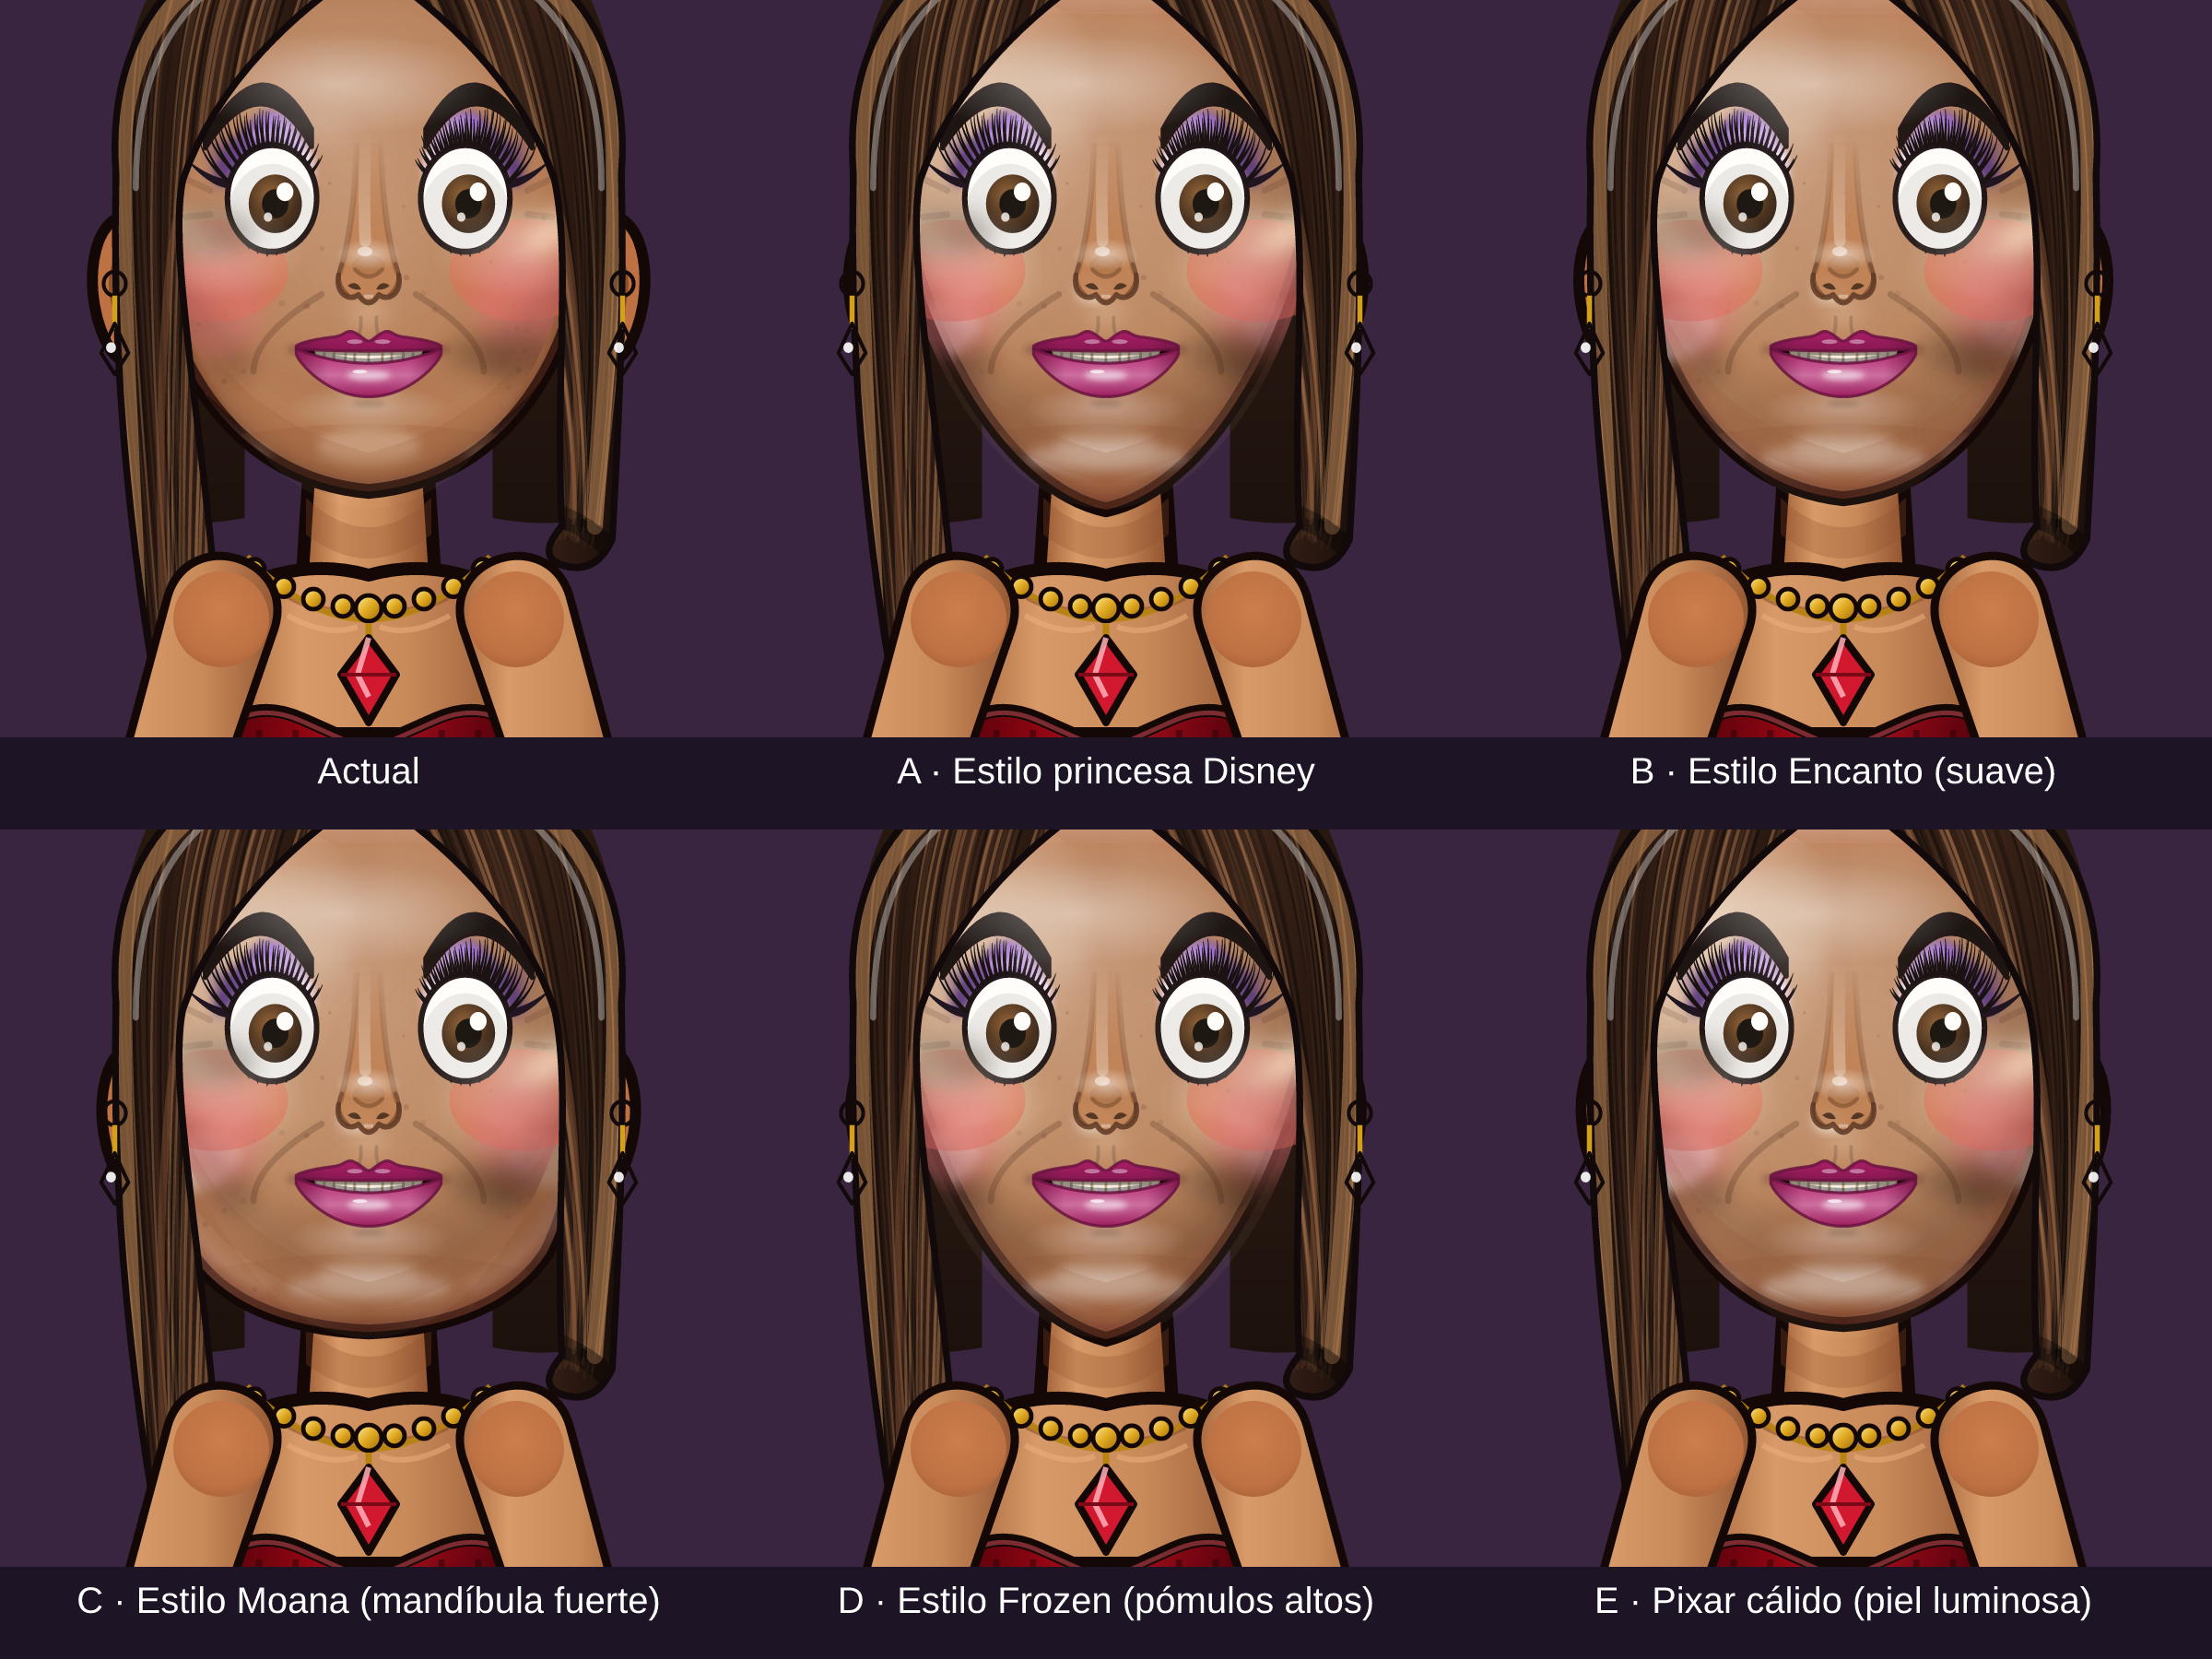 Actual
A · Estilo princesa Disney
B · Estilo Encanto (suave)
C · Estilo Moana (mandíbula fuerte)
D · Estilo Frozen (pómulos altos)
E · Pixar cálido (piel luminosa)